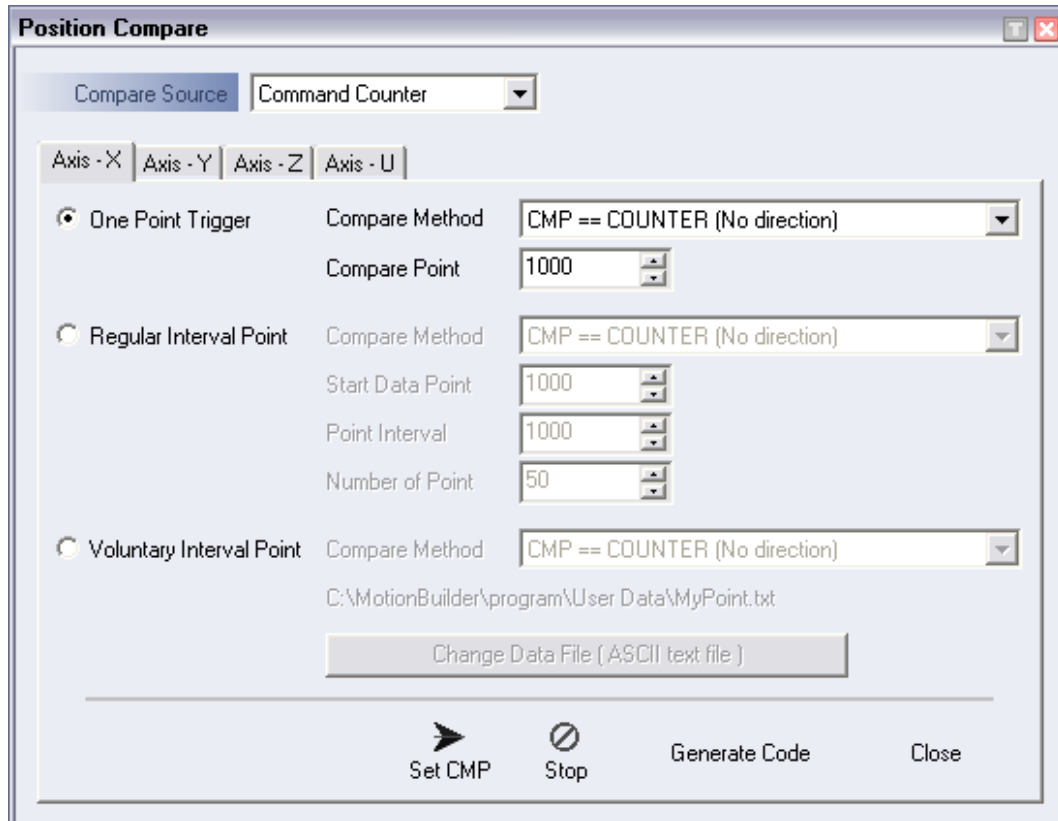 Position Compare
Compare Source Command Counter
Axis - X Axis - Y Axis - Z Axis - U
One Point Trigger Compare Method CMP == COUNTER (No direction)
Compare Point 1000
Regular Interval Point Compare Method CMP == COUNTER (No direction)
Start Data Point 1000
Point Interval 1000
Number of Point 50
Voluntary Interval Point Compare Method CMP == COUNTER (No direction)
C:\MotionBuilder\program\User Data\MyPoint.txt
Change Data File ( ASCII text file )
Set CMP Stop Generate Code Close